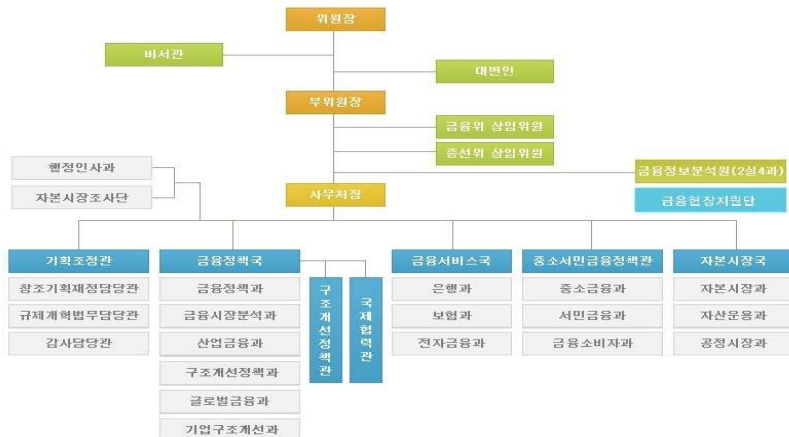 위원장
비서관
대변인
부위원장
금융위 상임위원
증선위 상임위원
행정인사과
금융정보분석원(2실4과)
자본시장조사단
사무처장
금융현장지원단
기획조정관
금융정책국
금융서비스국
중소서민금융정책관
자본시장국
창조기획재정담당관
규제개혁법무담당관
감사담당관
금융정책과
금융시장분석과
산업금융과
구조개선정책과
글로벌금융과
기업구조개선과
구조개선정책관
국제협력관
은행과
보험과
전자금융과
중소금융과
서민금융과
금융소비자과
자본시장과
자산운용과
공정시장과